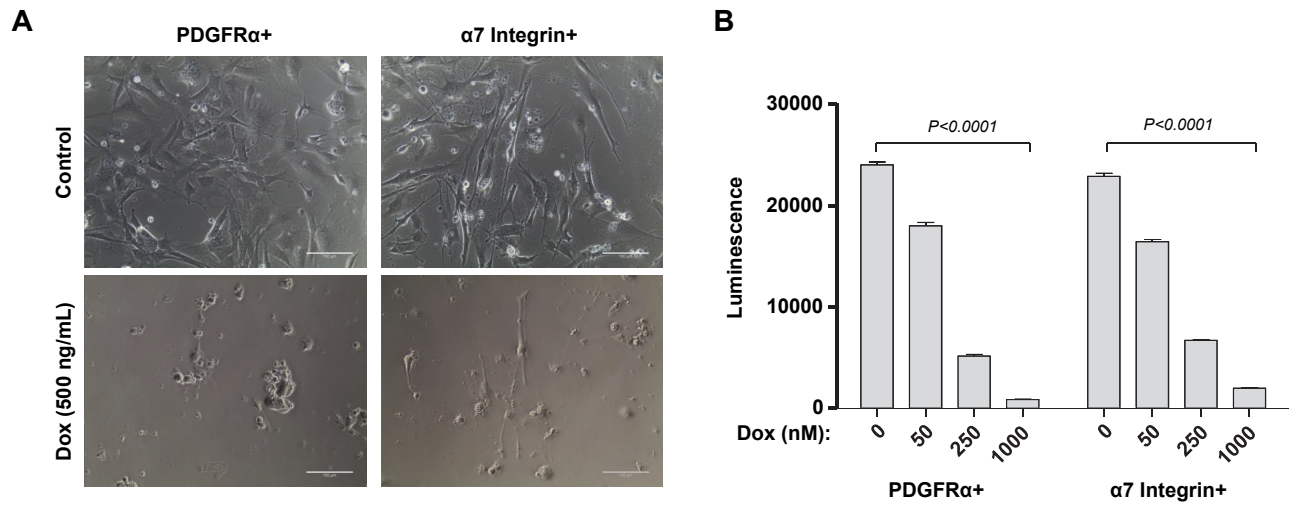 A
PDGFRα+
α7 Integrin+
Control
Dox (500 ng/mL)
B
30000
20000
10000
0
Luminescence
P<0.0001
P<0.0001
Dox (nM):
0
50
250
1000
0
50
250
1000
PDGFRα+
α7 Integrin+